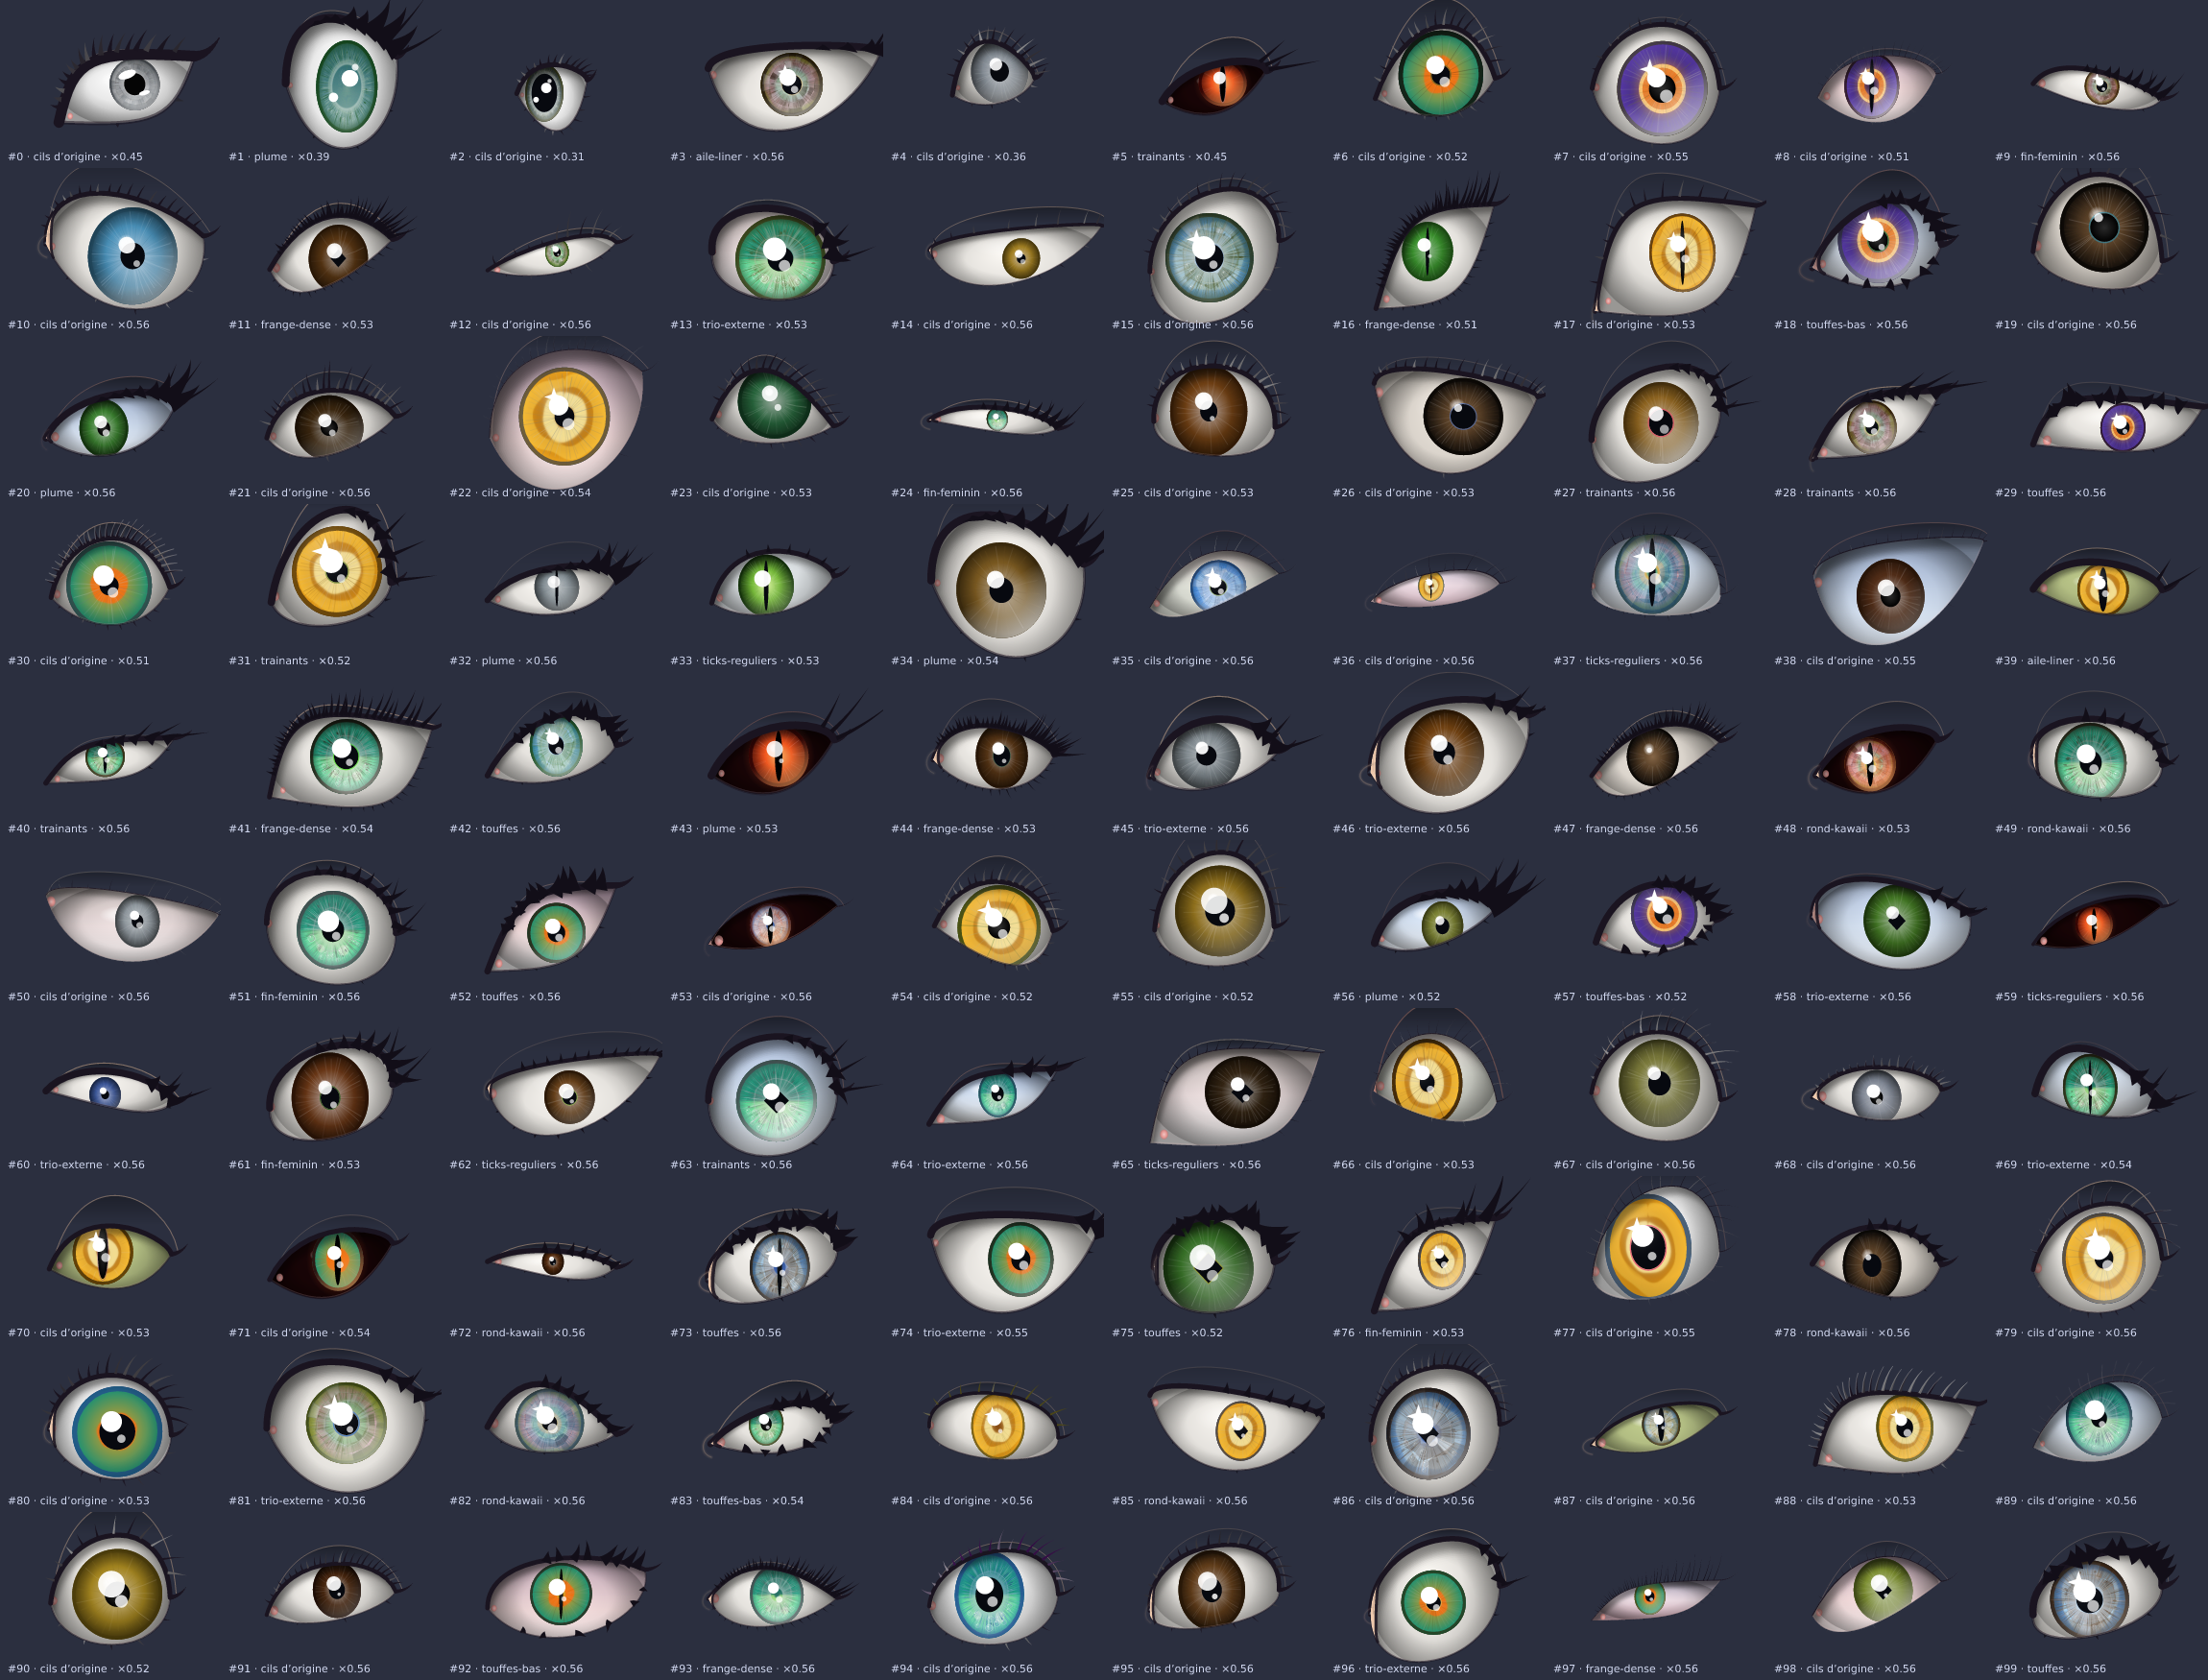 #0 · cils d’origine · ×0.45
#1 · plume · ×0.39
#2 · cils d’origine · ×0.31
#3 · aile-liner · ×0.56
#4 · cils d’origine · ×0.36
#5 · trainants · ×0.45
#6 · cils d’origine · ×0.52
#7 · cils d’origine · ×0.55
#8 · cils d’origine · ×0.51
#9 · fin-feminin · ×0.56
#10 · cils d’origine · ×0.56
#11 · frange-dense · ×0.53
#12 · cils d’origine · ×0.56
#13 · trio-externe · ×0.53
#14 · cils d’origine · ×0.56
#15 · cils d’origine · ×0.56
#16 · frange-dense · ×0.51
#17 · cils d’origine · ×0.53
#18 · touffes-bas · ×0.56
#19 · cils d’origine · ×0.56
#20 · plume · ×0.56
#21 · cils d’origine · ×0.56
#22 · cils d’origine · ×0.54
#23 · cils d’origine · ×0.53
#24 · fin-feminin · ×0.56
#25 · cils d’origine · ×0.53
#26 · cils d’origine · ×0.53
#27 · trainants · ×0.56
#28 · trainants · ×0.56
#29 · touffes · ×0.56
#30 · cils d’origine · ×0.51
#31 · trainants · ×0.52
#32 · plume · ×0.56
#33 · ticks-reguliers · ×0.53
#34 · plume · ×0.54
#35 · cils d’origine · ×0.56
#36 · cils d’origine · ×0.56
#37 · ticks-reguliers · ×0.56
#38 · cils d’origine · ×0.55
#39 · aile-liner · ×0.56
#40 · trainants · ×0.56
#41 · frange-dense · ×0.54
#42 · touffes · ×0.56
#43 · plume · ×0.53
#44 · frange-dense · ×0.53
#45 · trio-externe · ×0.56
#46 · trio-externe · ×0.56
#47 · frange-dense · ×0.56
#48 · rond-kawaii · ×0.53
#49 · rond-kawaii · ×0.56
#50 · cils d’origine · ×0.56
#51 · fin-feminin · ×0.56
#52 · touffes · ×0.56
#53 · cils d’origine · ×0.56
#54 · cils d’origine · ×0.52
#55 · cils d’origine · ×0.52
#56 · plume · ×0.52
#57 · touffes-bas · ×0.52
#58 · trio-externe · ×0.56
#59 · ticks-reguliers · ×0.56
#60 · trio-externe · ×0.56
#61 · fin-feminin · ×0.53
#62 · ticks-reguliers · ×0.56
#63 · trainants · ×0.56
#64 · trio-externe · ×0.56
#65 · ticks-reguliers · ×0.56
#66 · cils d’origine · ×0.53
#67 · cils d’origine · ×0.56
#68 · cils d’origine · ×0.56
#69 · trio-externe · ×0.54
#70 · cils d’origine · ×0.53
#71 · cils d’origine · ×0.54
#72 · rond-kawaii · ×0.56
#73 · touffes · ×0.56
#74 · trio-externe · ×0.55
#75 · touffes · ×0.52
#76 · fin-feminin · ×0.53
#77 · cils d’origine · ×0.55
#78 · rond-kawaii · ×0.56
#79 · cils d’origine · ×0.56
#80 · cils d’origine · ×0.53
#81 · trio-externe · ×0.56
#82 · rond-kawaii · ×0.56
#83 · touffes-bas · ×0.54
#84 · cils d’origine · ×0.56
#85 · rond-kawaii · ×0.56
#86 · cils d’origine · ×0.56
#87 · cils d’origine · ×0.56
#88 · cils d’origine · ×0.53
#89 · cils d’origine · ×0.56
#90 · cils d’origine · ×0.52
#91 · cils d’origine · ×0.56
#92 · touffes-bas · ×0.56
#93 · frange-dense · ×0.56
#94 · cils d’origine · ×0.56
#95 · cils d’origine · ×0.56
#96 · trio-externe · ×0.56
#97 · frange-dense · ×0.56
#98 · cils d’origine · ×0.56
#99 · touffes · ×0.56